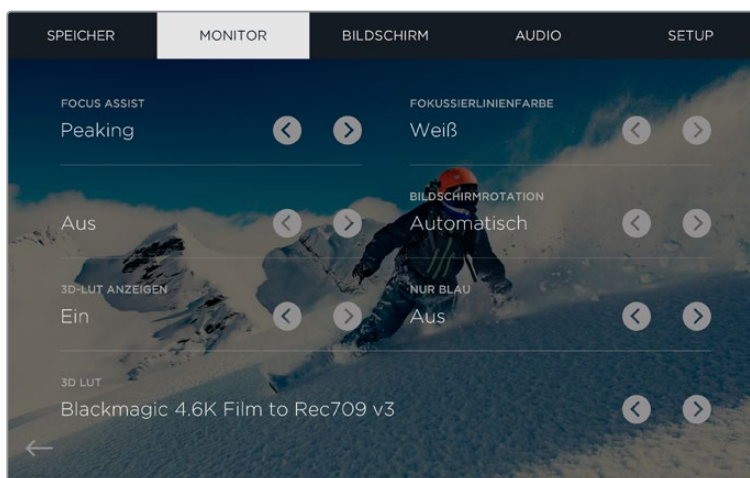 SPEICHER MONITOR BILDSCHIRM AUDIO SETUP
FOCUS ASSIST FOKUSSIERLINIENFARBE
Peaking Weiß
BILDSCHIRMROTATION
Aus Automatisch
3D-LUT ANZEIGEN NUR BLAU
Ein Aus
3D LUT
Blackmagic 4.6K Film to Rec709 v3